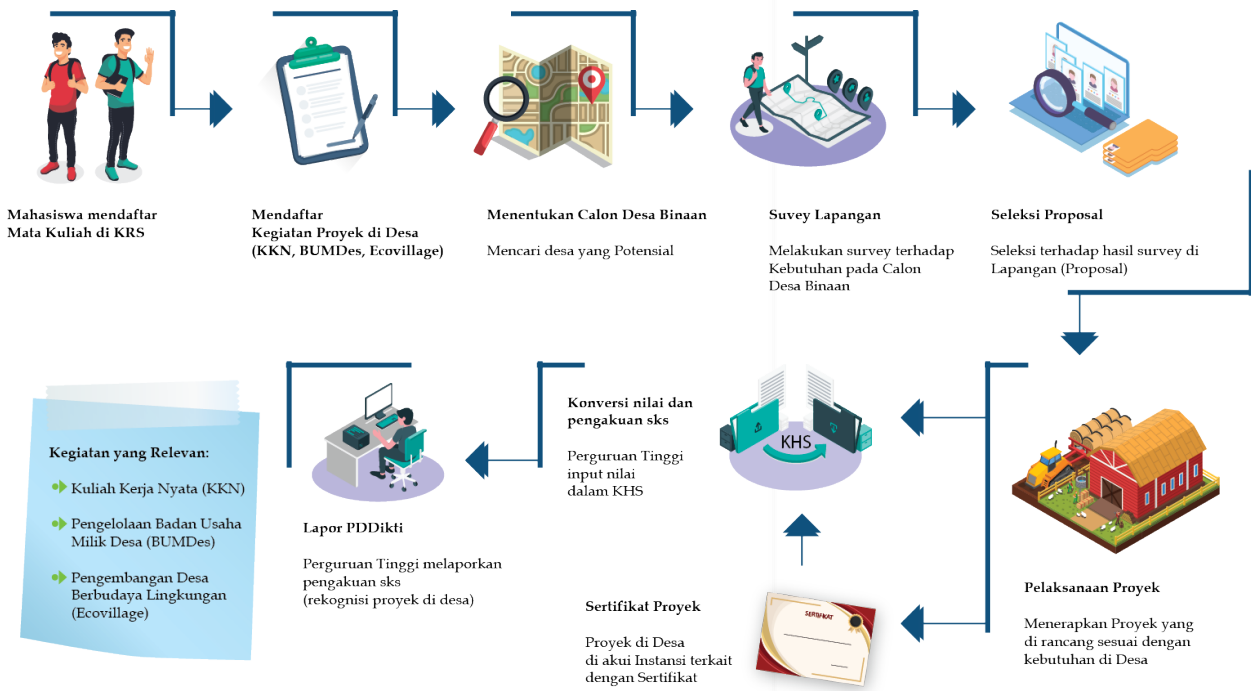 Mahasiswa mendaftar
Mata Kuliah di KRS
Mendaftar
Kegiatan Proyek di Desa
(KKN, BUMDes, Ecovillage)
Menentukan Calon Desa Binaan
Mencari desa yang Potensial
Suvey Lapangan
Melakukan survey terhadap
Kebutuhan pada Calon
Desa Binaan
Seleksi Proposal
Seleksi terhadap hasil survey di
Lapangan (Proposal)
Pelaksanaan Proyek
Menerapkan Proyek yang
di rancang sesuai dengan
kebutuhan di Desa
SERTIFIKAT
Sertifikat Proyek
Proyek di Desa
di akui Instansi terkait
dengan Sertifikat
KHS
Konversi nilai dan
pengakuan sks
Perguruan Tinggi
input nilai
dalam KHS
Lapor PDDikti
Perguruan Tinggi melaporkan
pengakuan sks
(rekognisi proyek di desa)
Kegiatan yang Relevan:
Kuliah Kerja Nyata (KKN)
Pengelolaan Badan Usaha
Milik Desa (BUMDes)
Pengembangan Desa
Berbudaya Lingkungan
(Ecovillage)